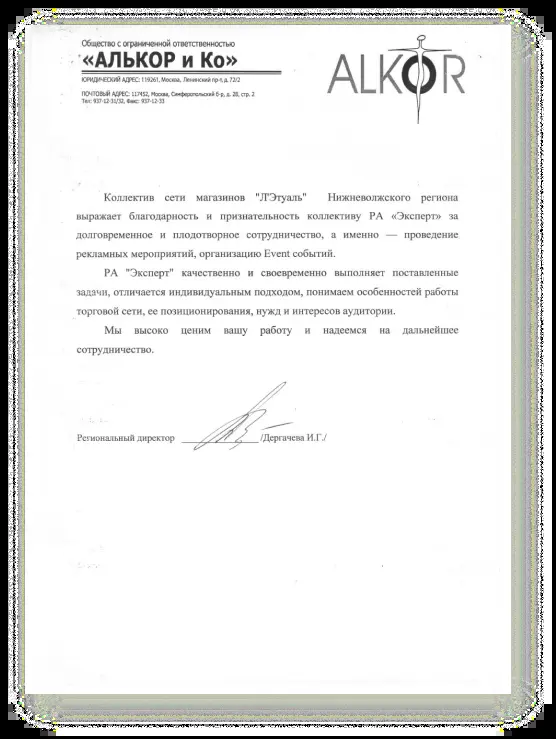 Общество с ограниченной ответственностью
«АЛЬКОР и Ко»
ЮРИДИЧЕСКИЙ АДРЕС: 119261, Москва, Ленинский пр-т, д. 72/2
ПОЧТОВЫЙ АДРЕС: 117452, Москва, Симферопольский б-р, д. 28, стр. 2
Тел: 937-12-31/32, Факс: 937-12-33
ALKOR
Коллектив сети магазинов "Л'Этуаль" Нижневолжского региона
выражает благодарность и признательность коллективу РА «Эксперт» за
долговременное и плодотворное сотрудничество, а именно — проведение
рекламных мероприятий, организацию Event событий.
РА "Эксперт" качественно и своевременно выполняет поставленные
задачи, отличается индивидуальным подходом, понимаем особенностей работы
торговой сети, ее позиционирования, нужд и интересов аудитории.
Мы высоко ценим вашу работу и надеемся на дальнейшее
сотрудничество.
Региональный директор /Дергачева И.Г./